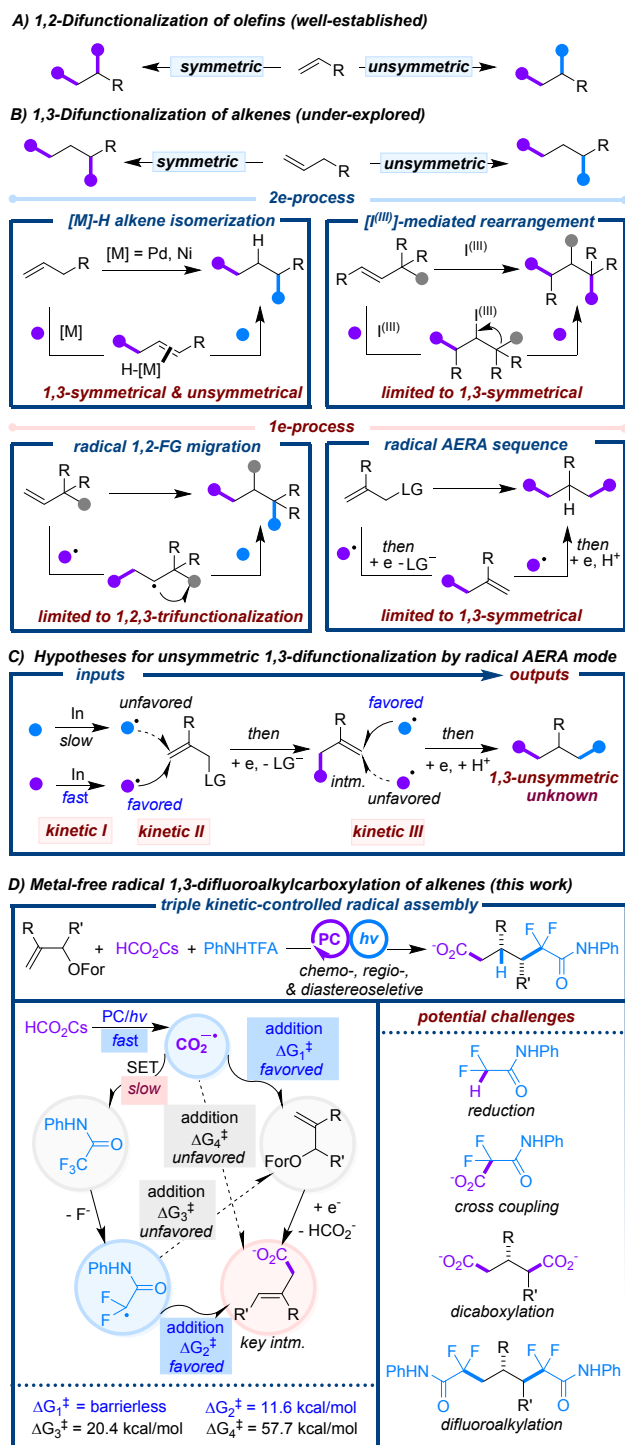 A) 1,2-Difunctionalization of olefins (well-established)
R symmetric R unsymmetric R
B) 1,3-Difunctionalization of alkenes (under-explored)
R symmetric R unsymmetric R
2e-process
[M]-H alkene isomerization
[M] = Pd, Ni
R
H
R
[M]
R
H-[M]
1,3-symmetrical & unsymmetrical
[I(III)]-mediated rearrangement
R R
R
I(III)
R R
R
I(III)
I(III)
R R
R
limited to 1,3-symmetrical
1e-process
radical 1,2-FG migration
R
R
R
R
R
R
limited to 1,2,3-trifunctionalization
radical AERA sequence
R
LG
R
H
then
+ e -LG−
R
then
+ e, H+
limited to 1,3-symmetrical
C) Hypotheses for unsymmetric 1,3-difunctionalization by radical AERA mode
inputs
outputs
In
slow
unfavored
R
LG
In
fast
favored
then
+ e, - LG−
R
intm.
favored
unfavored
then
+ e, + H+
R
1,3-unsymmetric
unknown
kinetic I
kinetic II
kinetic III
D) Metal-free radical 1,3-difluoroalkylcarboxylation of alkenes (this work)
triple kinetic-controlled radical assembly
R
R'
OFor
+ HCO2Cs + PhNHTFA
PC
hv
chemo-, regio-,
& diastereoseletive
-O2C
R
F F
NHPh
H
R'
O
HCO2Cs
PC/hv
fast
CO2−•
addition
ΔG1‡
favorved
SET
slow
PhHN
O
F3C
addition
ΔG4‡
unfavored
R
ForO
R'
addition
ΔG3‡
unfavored
- F-
+ e-
- HCO2-
PhHN
O
F
F
addition
ΔG2‡
favored
-O2C
R'
R
key intm.
ΔG1‡ = barrierless
ΔG2‡ = 11.6 kcal/mol
ΔG3‡ = 20.4 kcal/mol
ΔG4‡ = 57.7 kcal/mol
potential challenges
F
NHPh
F
H
O
reduction
F
F
NHPh
-O2C
O
cross coupling
-O2C
R
CO2-
R'
dicaboxylation
F F
R
F F
PhHN
NHPh
O
R'
O
difluoroalkylation